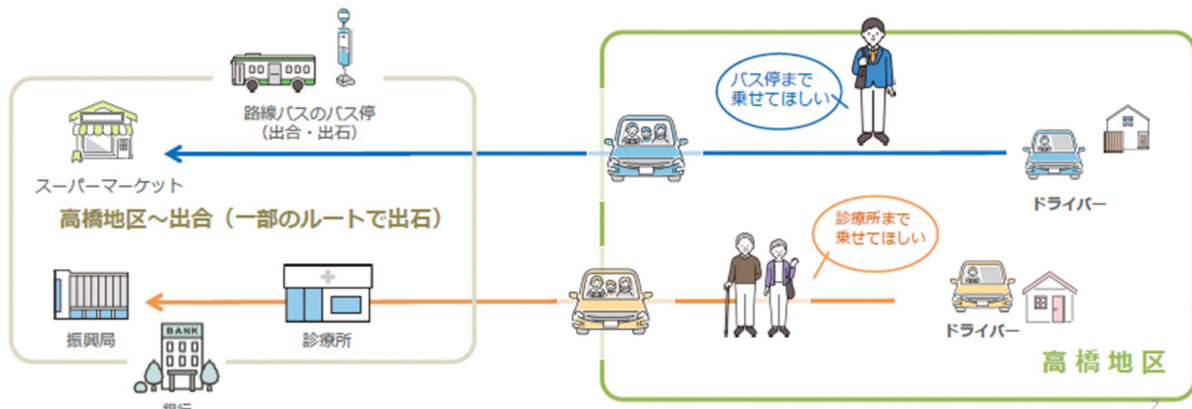 路線バスのバス停
（出合・出石）
スーパーマーケット
高橋地区～出合（一部のルートで出石）
振興局
診療所
BANK
銀行
バス停まで
乗せてほしい
ドライバー
診療所まで
乗せてほしい
ドライバー
高橋地区
2